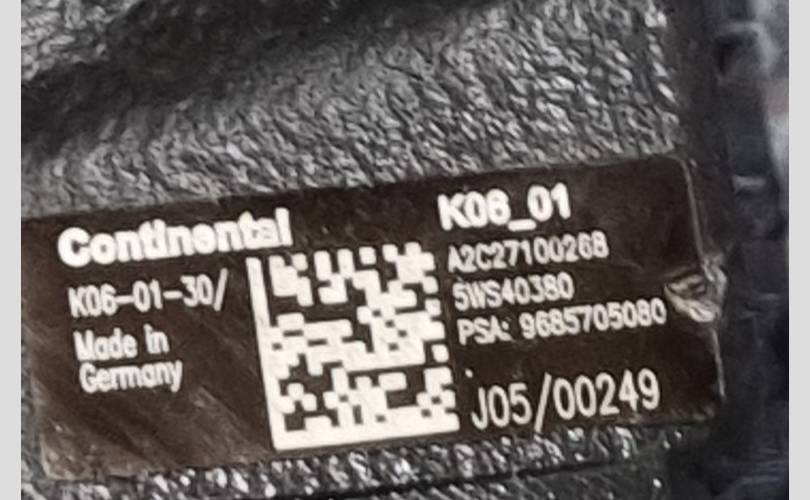 Continental
K06-01-30/
Made in
Germany
K06_01
A2C27100268
5WS40380
PSA: 9685705080
J05/00249